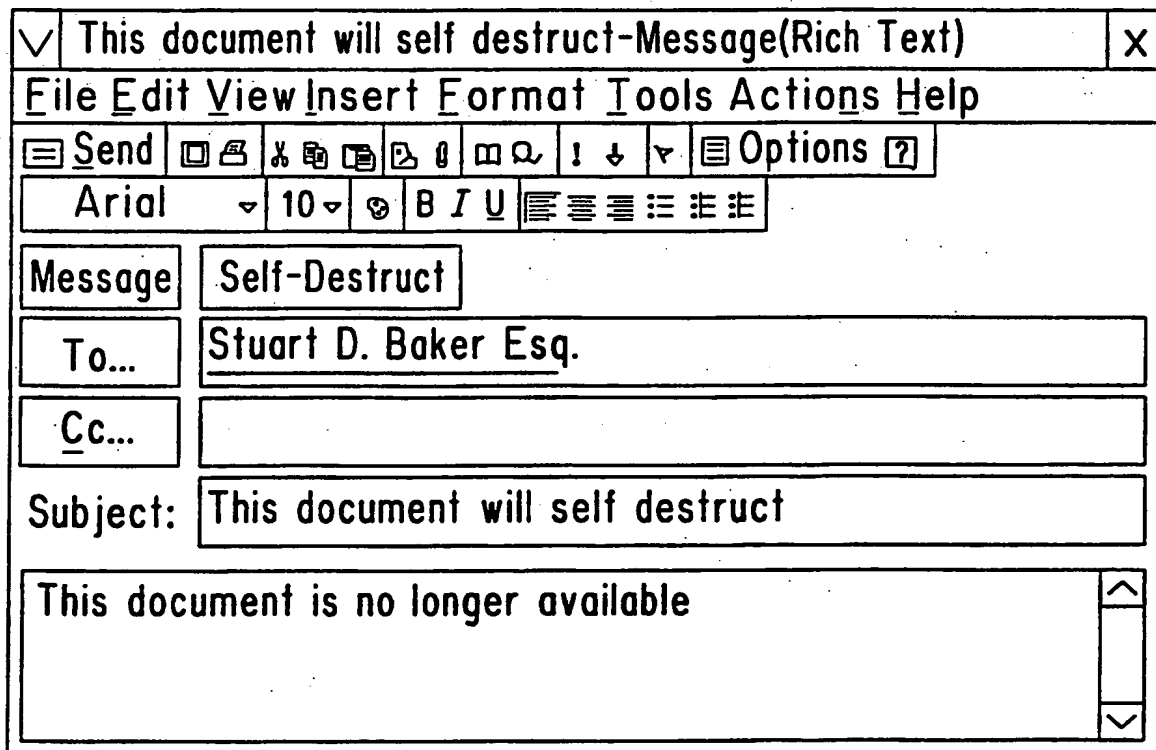 This document will self destruct-Message(Rich Text) X
File Edit View Insert Format Tools Actions Help
Send ! Options ?
Arial 10 B I U
Message Self-Destruct
To... Stuart D. Baker Esq.
Cc...
Subject: This document will self destruct
This document is no longer available